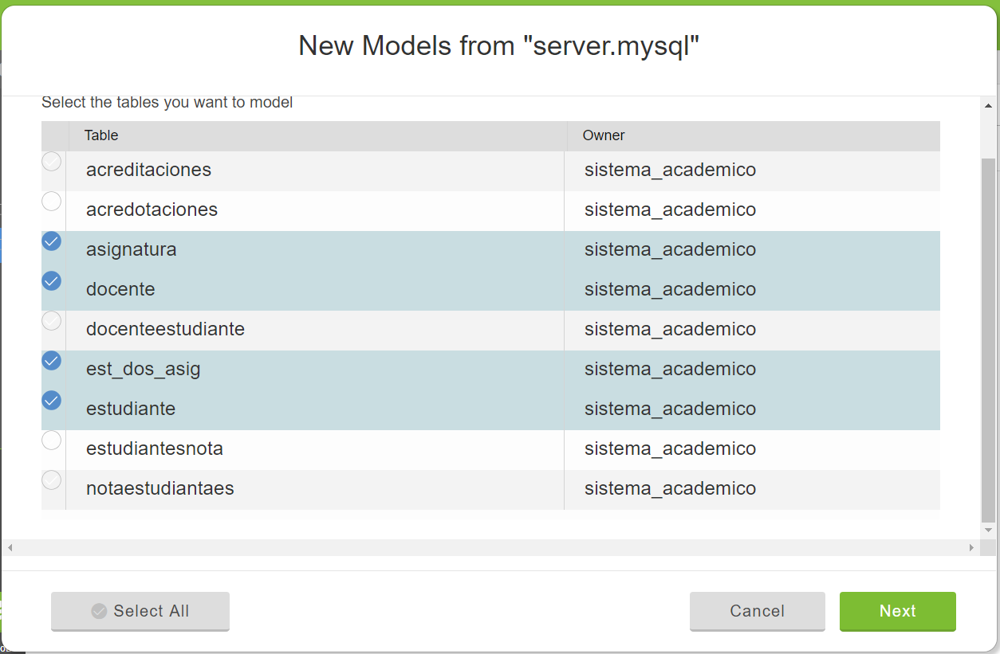 New Models from "server.mysql"
Select the tables you want to model
Table Owner
acreditaciones sistema_academico
acredotaciones sistema_academico
asignatura sistema_academico
docente sistema_academico
docenteestudiante sistema_academico
est_dos_asig sistema_academico
estudiante sistema_academico
estudiantesnota sistema_academico
notaestudiantaes sistema_academico
Select All Cancel Next